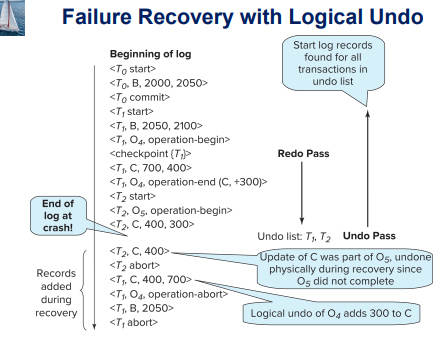 Failure Recovery with Logical Undo
Beginning of log
<T0 start>
<T0, B, 2000, 2050>
<T0 commit>
<T1 start>
<T1, B, 2050, 2100>
<T1, O4, operation-begin>
<checkpoint {T1}>
<T1, C, 700, 400>
<T1, O4, operation-end (C, +300)>
<T2 start>
<T2, O5, operation-begin>
<T2, C, 400, 300>
End of
log at
crash!
Start log records
found for all
transactions in
undo list
Redo Pass
Undo list: T1, T2
Undo Pass
Records
added
during
recovery
<T2, C, 400>
<T2 abort>
<T1, C, 400, 700>
<T1, O4, operation-abort>
<T1, B, 2050>
<T1 abort>
Update of C was part of O5, undone
physically during recovery since
O5 did not complete
Logical undo of O4 adds 300 to C